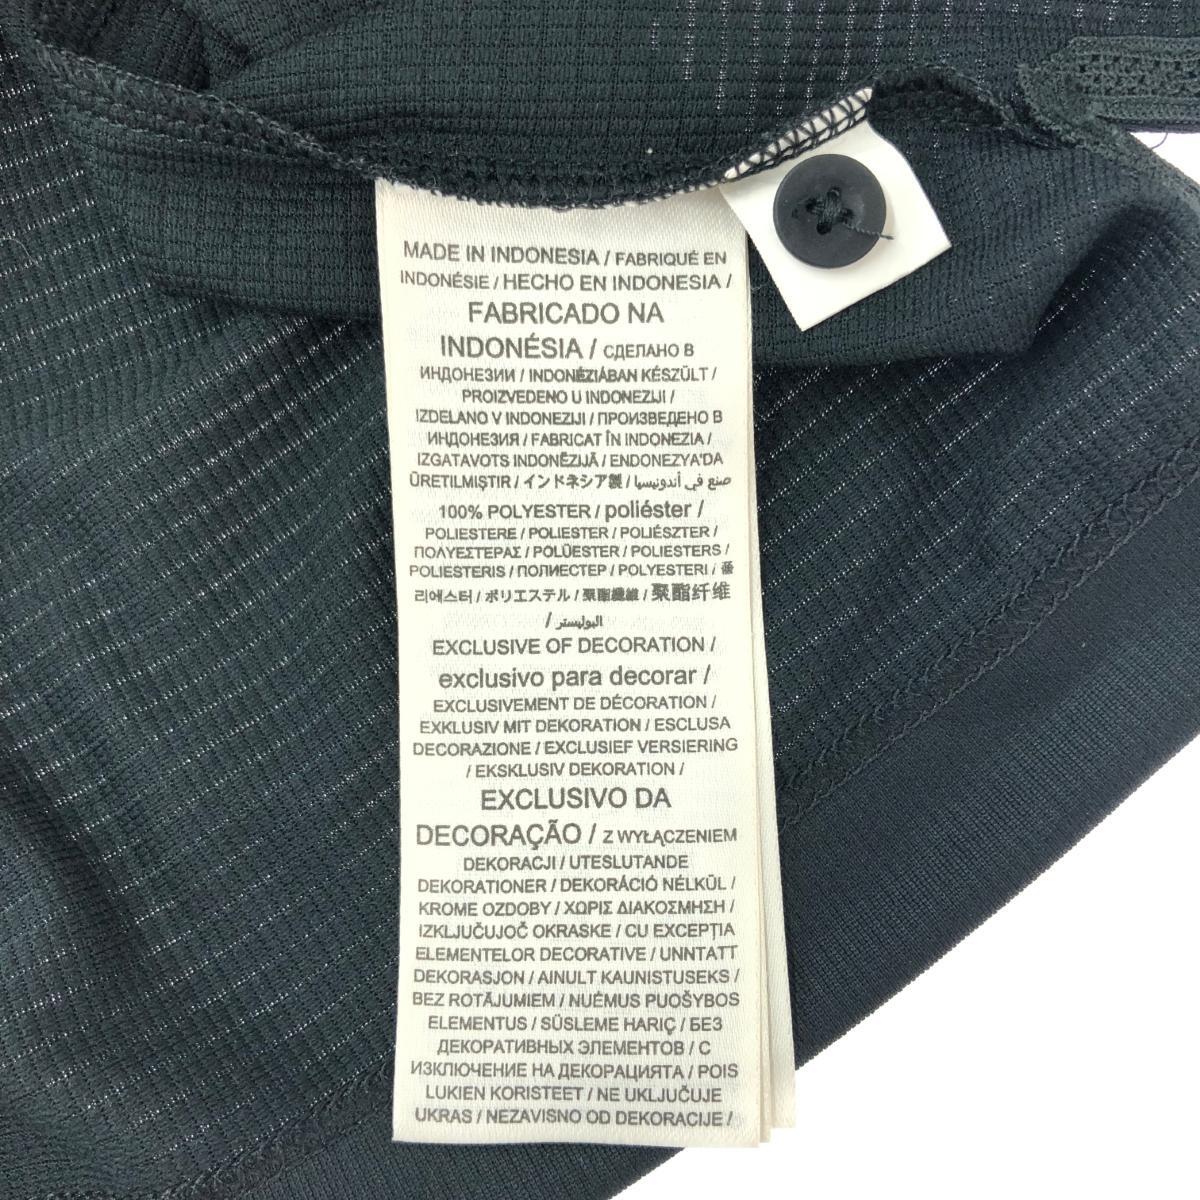 MADE IN INDONESIA / FABRIQUÉ EN
INDONÉSIE / HECHO EN INDONESIA /
FABRICADO NA
INDONÉSIA / СДЕЛАНО В
ИНДОНЕЗИИ / INDONÉZIÁBAN KÉSZÜLT /
PROIZVEDENO U INDONEZIJI /
IZDELANO V INDONEZIJI / ПРОИЗВЕДЕНО В
ИНДОНЕЗИЯ / FABRICAT ÎN INDONEZIA /
IZGATAVOTS INDONĒZIJĀ / ENDONEZYA'DA
ÜRETILMIŞTIR / インドネシア製 / صنع في أندونيسيا /
100% POLYESTER / poliéster /
POLIESTERE / POLIESTER / POLIÉSZTER /
ΠΟΛΥΕΣΤΕΡΑΣ / POLÜESTER / POLIESTERS /
POLIESTERIS / ПОЛИЕСТЕР / POLYESTERI / 폴
리에스터 / ポリエステル / 聚酯纖維 / 聚酯纤维
/ البوليستر
EXCLUSIVE OF DECORATION /
exclusivo para decorar /
EXCLUSIVEMENT DE DÉCORATION /
EXKLUSIV MIT DEKORATION / ESCLUSA
DECORAZIONE / EXCLUSIEF VERSIERING
/ EKSKLUSIV DEKORATION /
EXCLUSIVO DA
DECORAÇÃO / Z WYŁĄCZENIEM
DEKORACJI / UTESLUTANDE
DEKORATIONER / DEKORÁCIÓ NÉLKÜL /
KROME OZDOBY / ΧΩΡΙΣ ΔΙΑΚΟΣΜΗΣΗ /
IZKLJUČUJOČ OKRASKE / CU EXCEPŢIA
ELEMENTELOR DECORATIVE / UNNTATT
DEKORASJON / AINULT KAUNISTUSEKS /
BEZ ROTĀJUMIEM / NUĖMUS PUOŠYBOS
ELEMENTUS / SÜSLEME HARIÇ / БЕЗ
ДЕКОРАТИВНЫХ ЭЛЕМЕНТОВ / С
ИЗКЛЮЧЕНИЕ НА ДЕКОРАЦИЯТА / POIS
LUKIEN KORISTEET / NE UKLJUČUJE
UKRAS / NEZAVISNO OD DEKORACIJE /